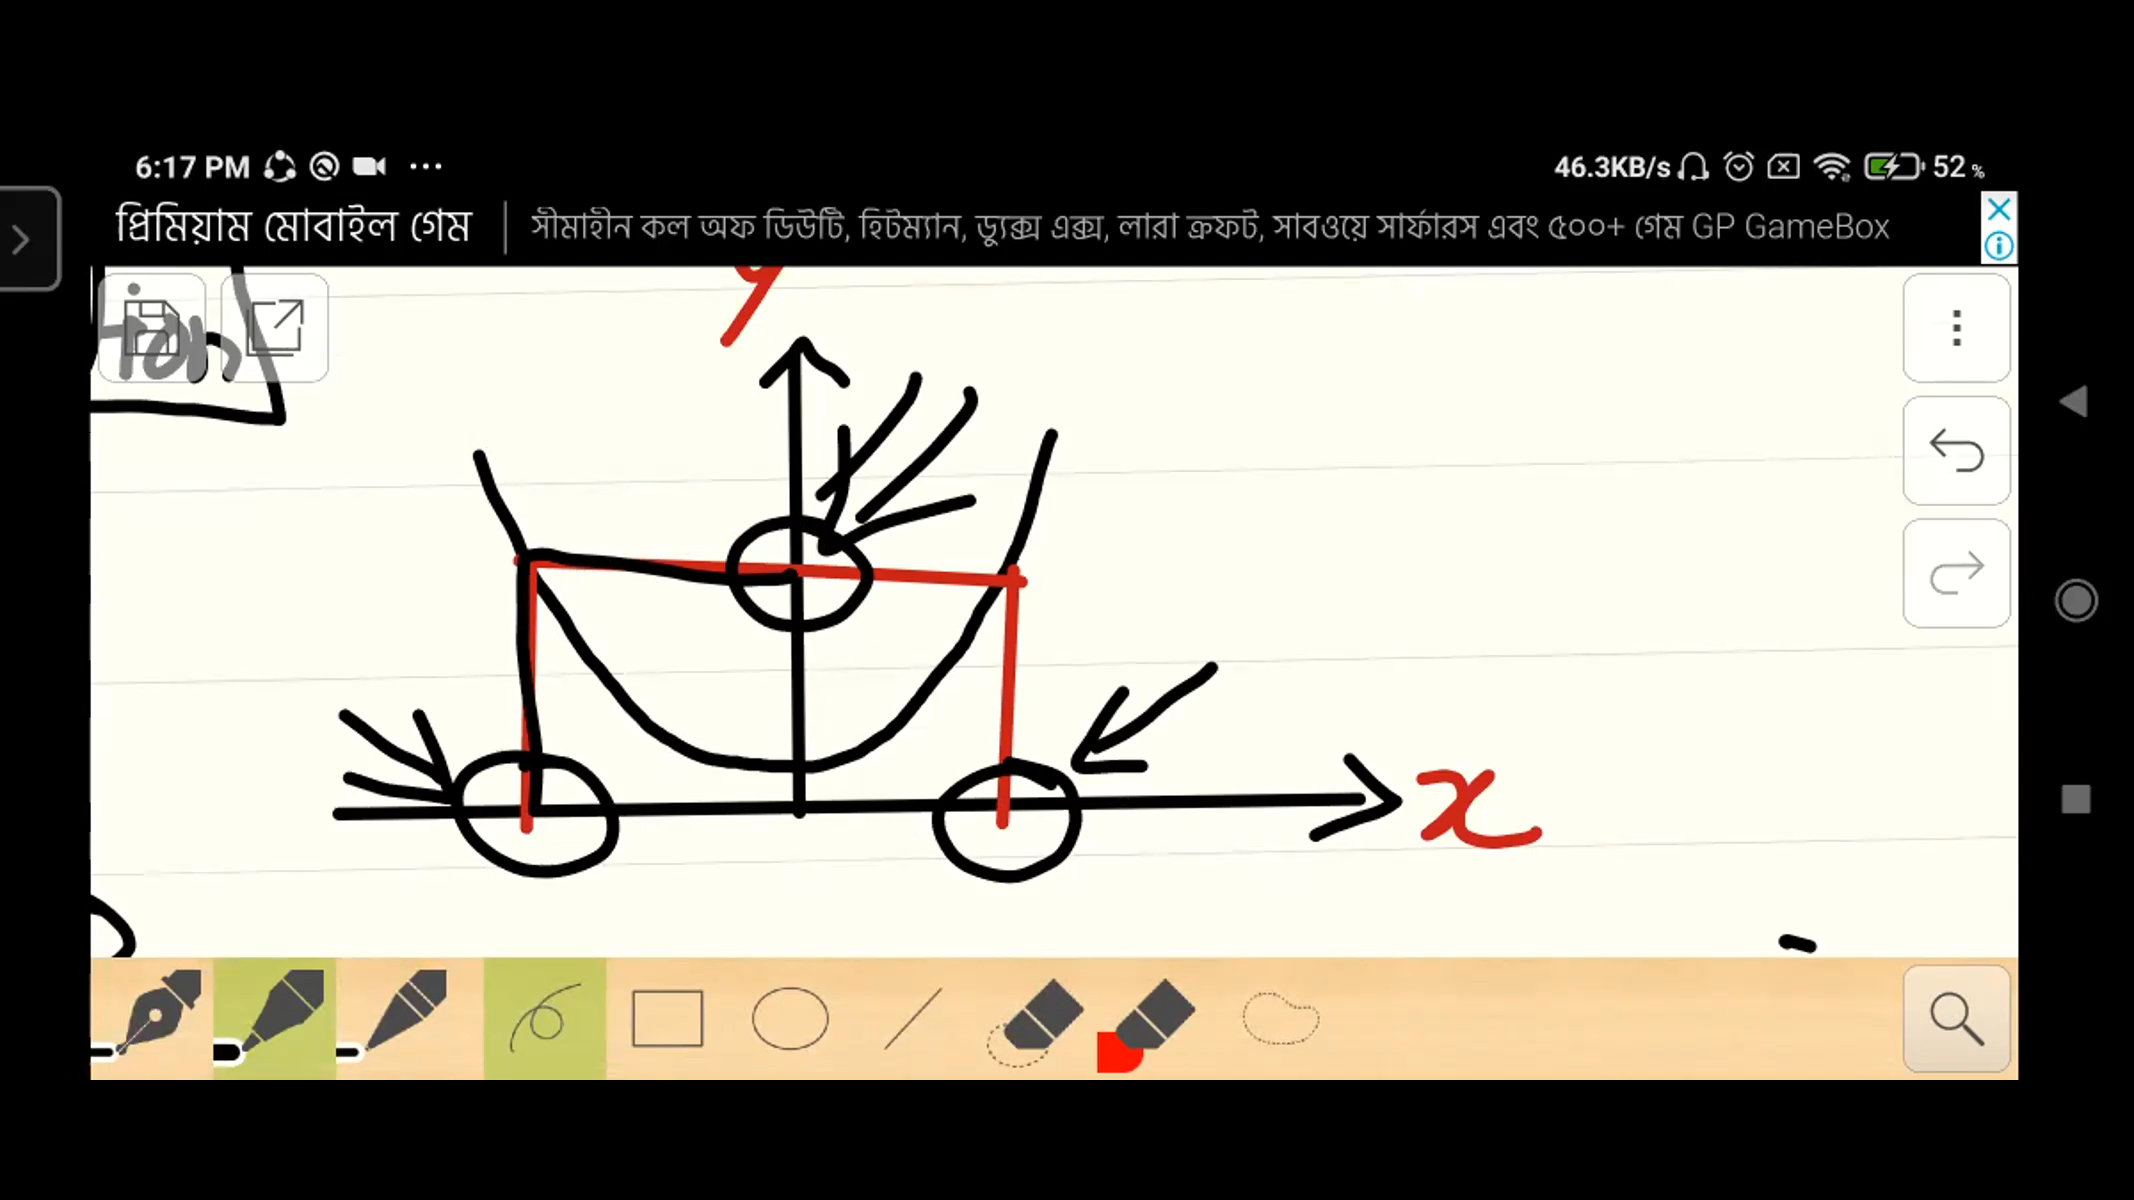 6:17 PM ... 46.3KB/s 52 %
প্রিমিয়াম মোবাইল গেম | সীমাহীন কল অফ ডিউটি, হিটম্যান, ড্যুক্স এক্স, লারা ক্রফট, সাবওয়ে সার্ফারস এবং ৫০০+ গেম GP GameBox
y
x